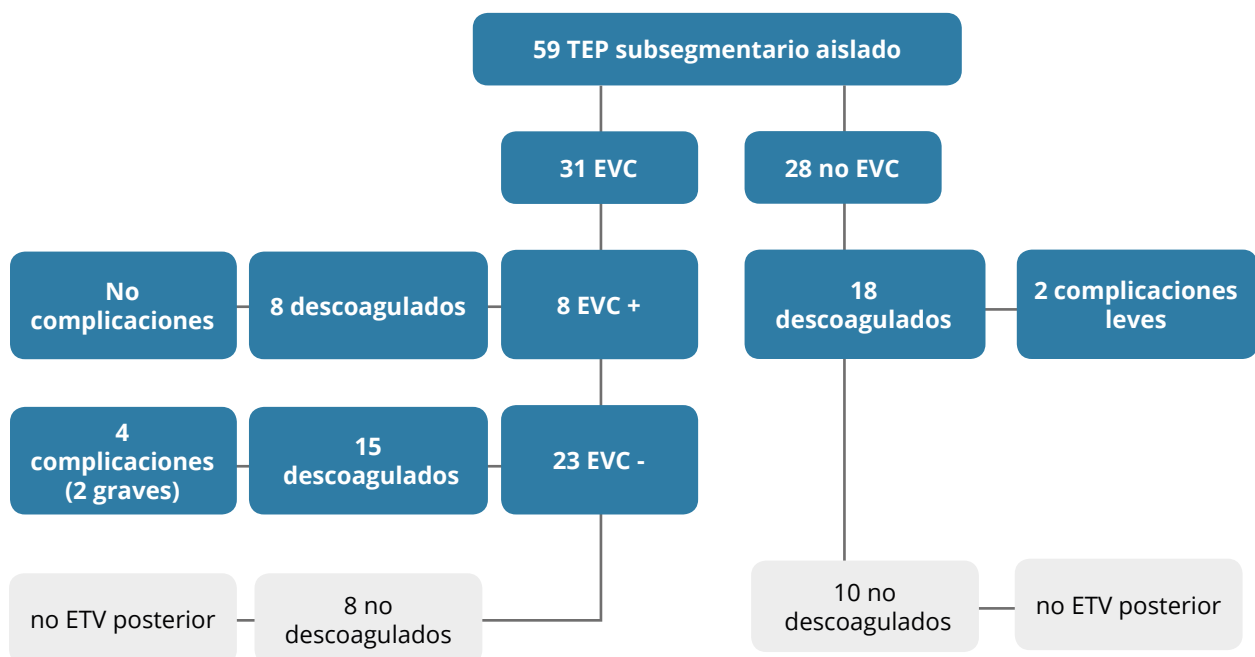 59 TEP subsegmentario aislado
31 EVC
28 no EVC
No
complicaciones
8 descoagulados
8 EVC +
18
descoagulados
2 complicaciones
leves
4
complicaciones
(2 graves)
15
descoagulados
23 EVC -
no ETV posterior
8 no
descoagulados
10 no
descoagulados
no ETV posterior